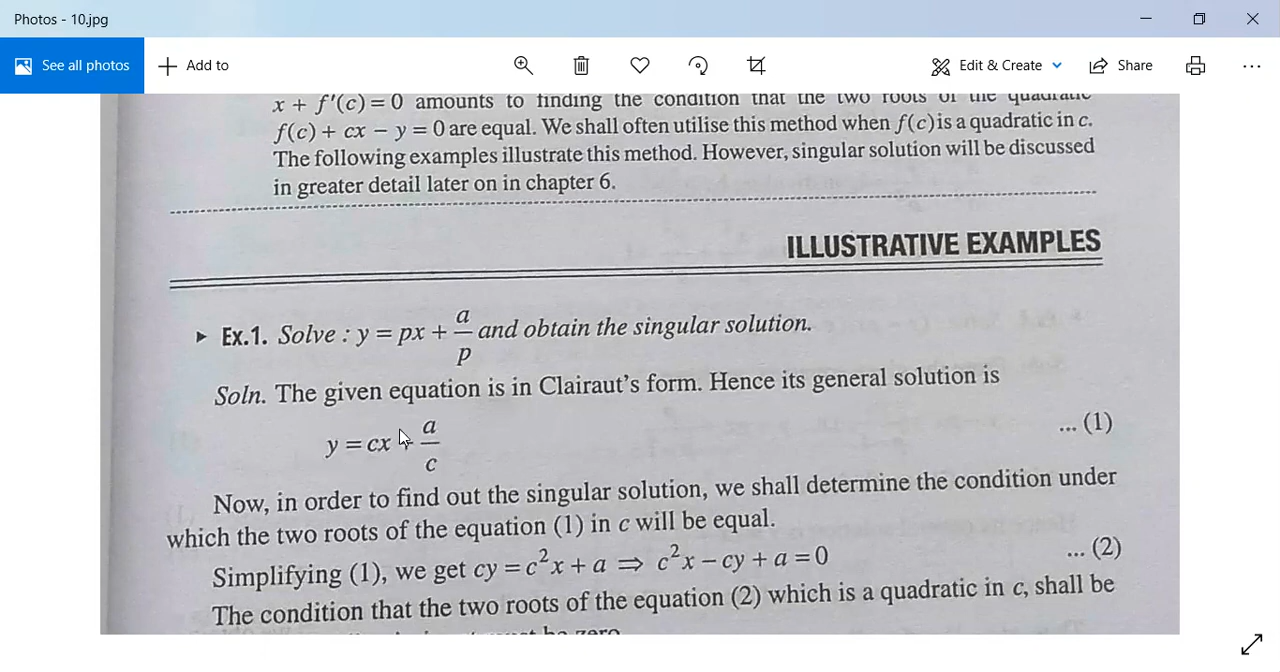 Photos - 10.jpg
See all photos
Add to
Edit & Create
Share
x + f'(c) = 0 amounts to finding the condition that the two roots of the quadratic
f(c) + cx − y = 0 are equal. We shall often utilise this method when f(c) is a quadratic in c.
The following examples illustrate this method. However, singular solution will be discussed
in greater detail later on in chapter 6.
ILLUSTRATIVE EXAMPLES
► Ex.1. Solve : y = px + a/p and obtain the singular solution.
Soln. The given equation is in Clairaut's form. Hence its general solution is
y = cx + a/c ... (1)
Now, in order to find out the singular solution, we shall determine the condition under
which the two roots of the equation (1) in c will be equal.
Simplifying (1), we get cy = c²x + a ⇒ c²x − cy + a = 0 ... (2)
The condition that the two roots of the equation (2) which is a quadratic in c, shall be
be zero